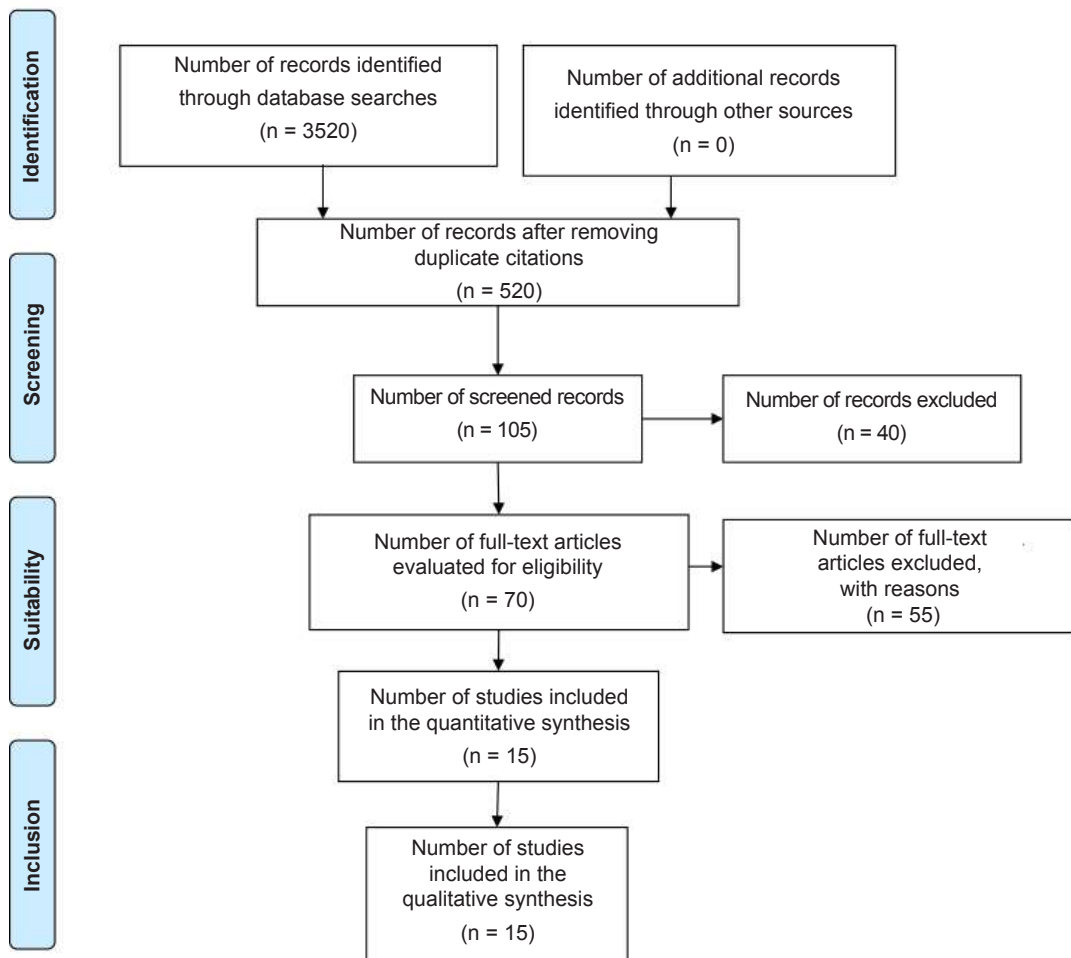 Identification
Number of records identified
through database searches
(n = 3520)
Number of additional records
identified through other sources
(n = 0)
Number of records after removing
duplicate citations
(n = 520)
Screening
Number of screened records
(n = 105)
Number of records excluded
(n = 40)
Suitability
Number of full-text articles
evaluated for eligibility
(n = 70)
Number of full-text
articles excluded,
with reasons
(n = 55)
Number of studies included
in the quantitative synthesis
(n = 15)
Inclusion
Number of studies
included in the
qualitative synthesis
(n = 15)